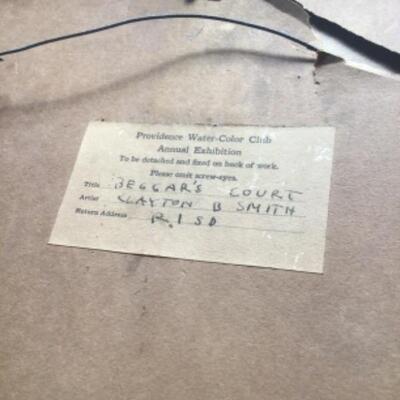 Providence Water-Color Club
Annual Exhibition
To be detached and fixed on back of work.
Please omit screw-eyes.
Title BEGGAR'S COURT
Artist CLAYTON B SMITH
Return Address R.I S D